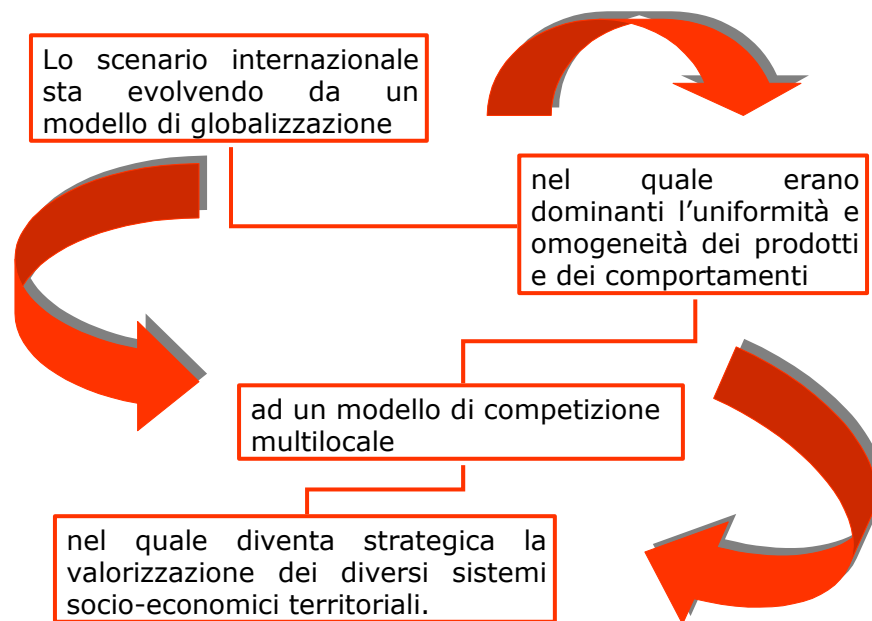 Lo scenario internazionale
sta evolvendo da un
modello di globalizzazione
nel quale erano
dominanti l’uniformità e
omogeneità dei prodotti
e dei comportamenti
ad un modello di competizione
multilocale
nel quale diventa strategica la
valorizzazione dei diversi sistemi
socio-economici territoriali.